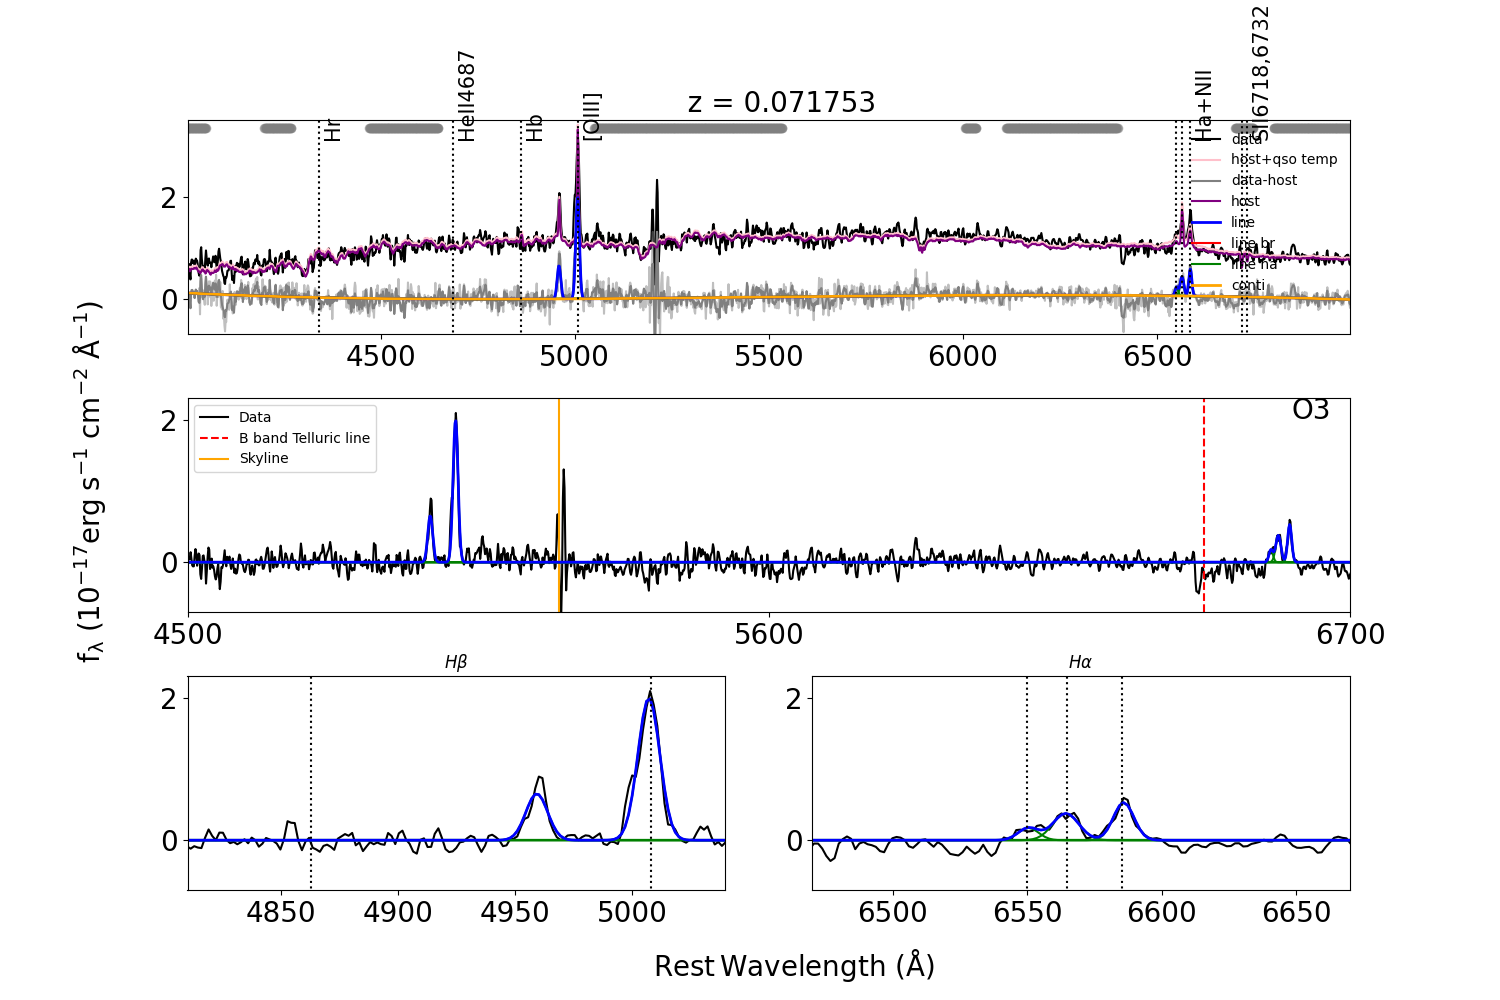 z = 0.071753
Hr
HeII4687
Hb
[OIII]
Ha+NII
SII6718,6732
data
host+qso temp
data-host
host
line
line br
line na
conti
2
0
4500 5000 5500 6000 6500
fλ (10⁻¹⁷erg s⁻¹ cm⁻² Å⁻¹)
O3
Data
B band Telluric line
Skyline
2
0
4500 5600 6700
Hβ
2
0
4850 4900 4950 5000
Hα
2
0
6500 6550 6600 6650
Rest Wavelength (Å)